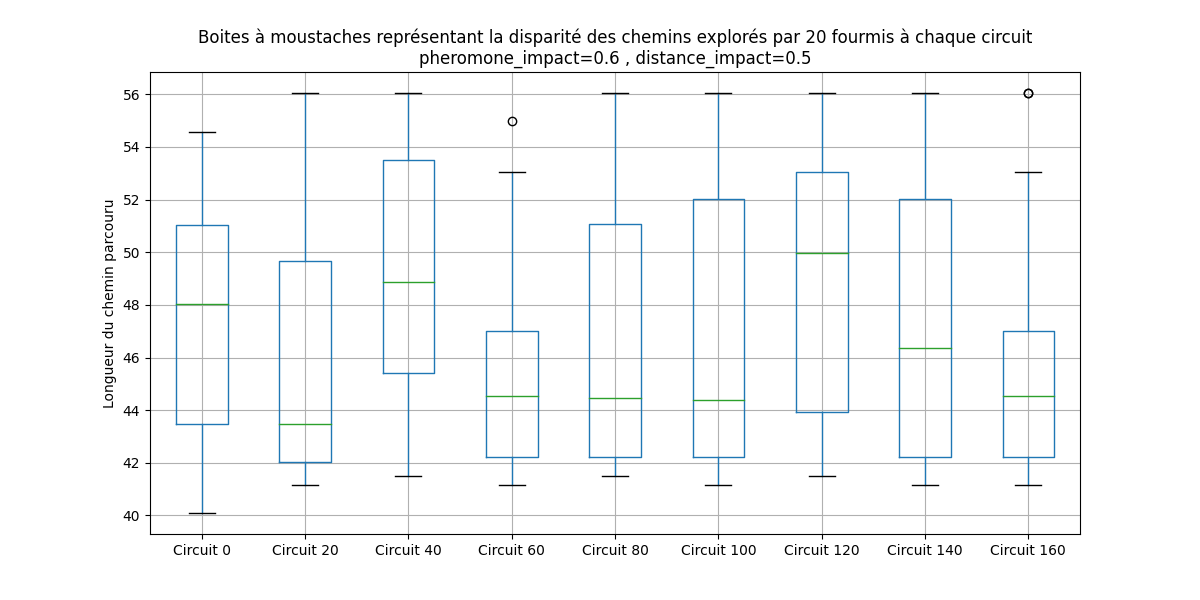 Boites à moustaches représentant la disparité des chemins explorés par 20 fourmis à chaque circuit
pheromone_impact=0.6 , distance_impact=0.5
Longueur du chemin parcouru
56
54
52
50
48
46
44
42
40
Circuit 0
Circuit 20
Circuit 40
Circuit 60
Circuit 80
Circuit 100
Circuit 120
Circuit 140
Circuit 160